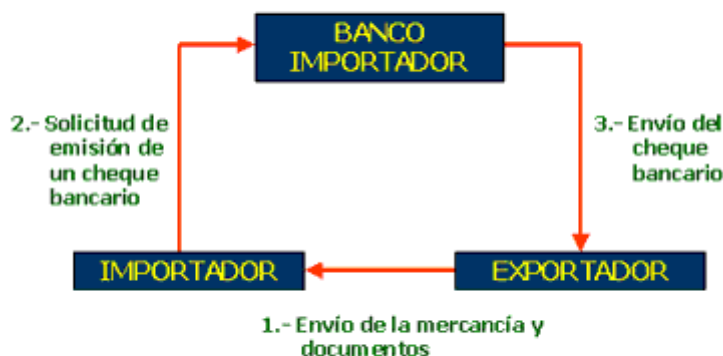 BANCO
IMPORTADOR
2.- Solicitud de
emisión de
un cheque
bancario
3.- Envío del
cheque
bancario
IMPORTADOR
EXPORTADOR
1.- Envío de la mercancía y
documentos